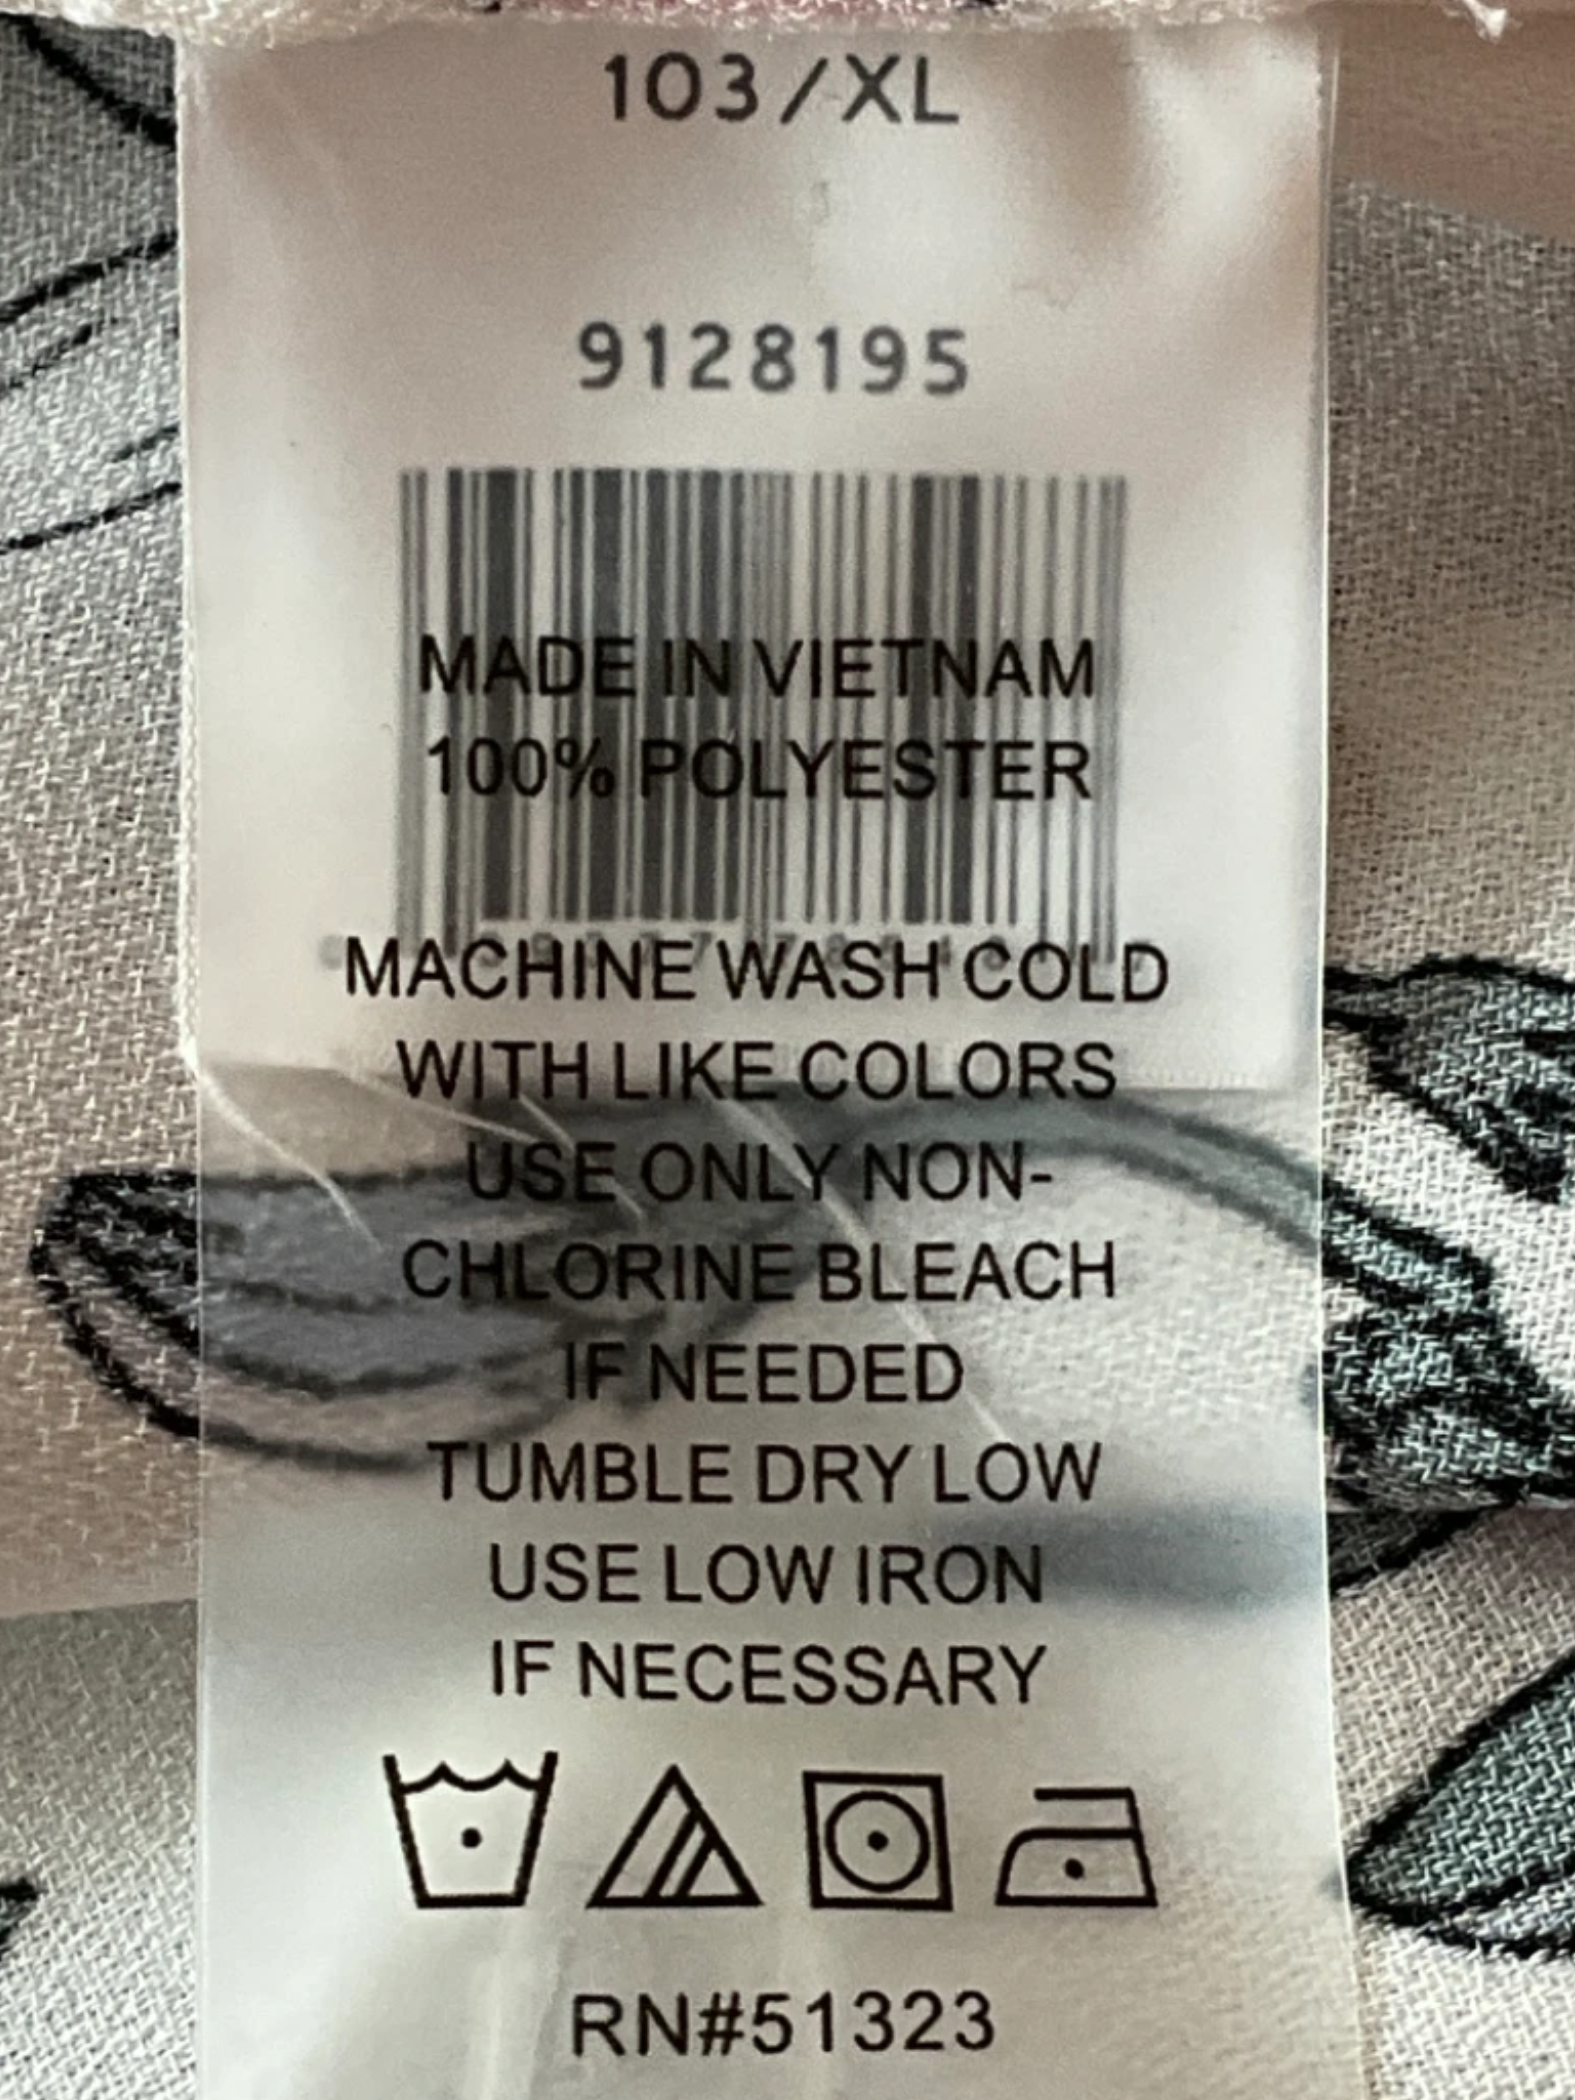 103/XL
9128195
MADE IN VIETNAM
100% POLYESTER
MACHINE WASH COLD
WITH LIKE COLORS
USE ONLY NON-
CHLORINE BLEACH
IF NEEDED
TUMBLE DRY LOW
USE LOW IRON
IF NECESSARY
RN#51323